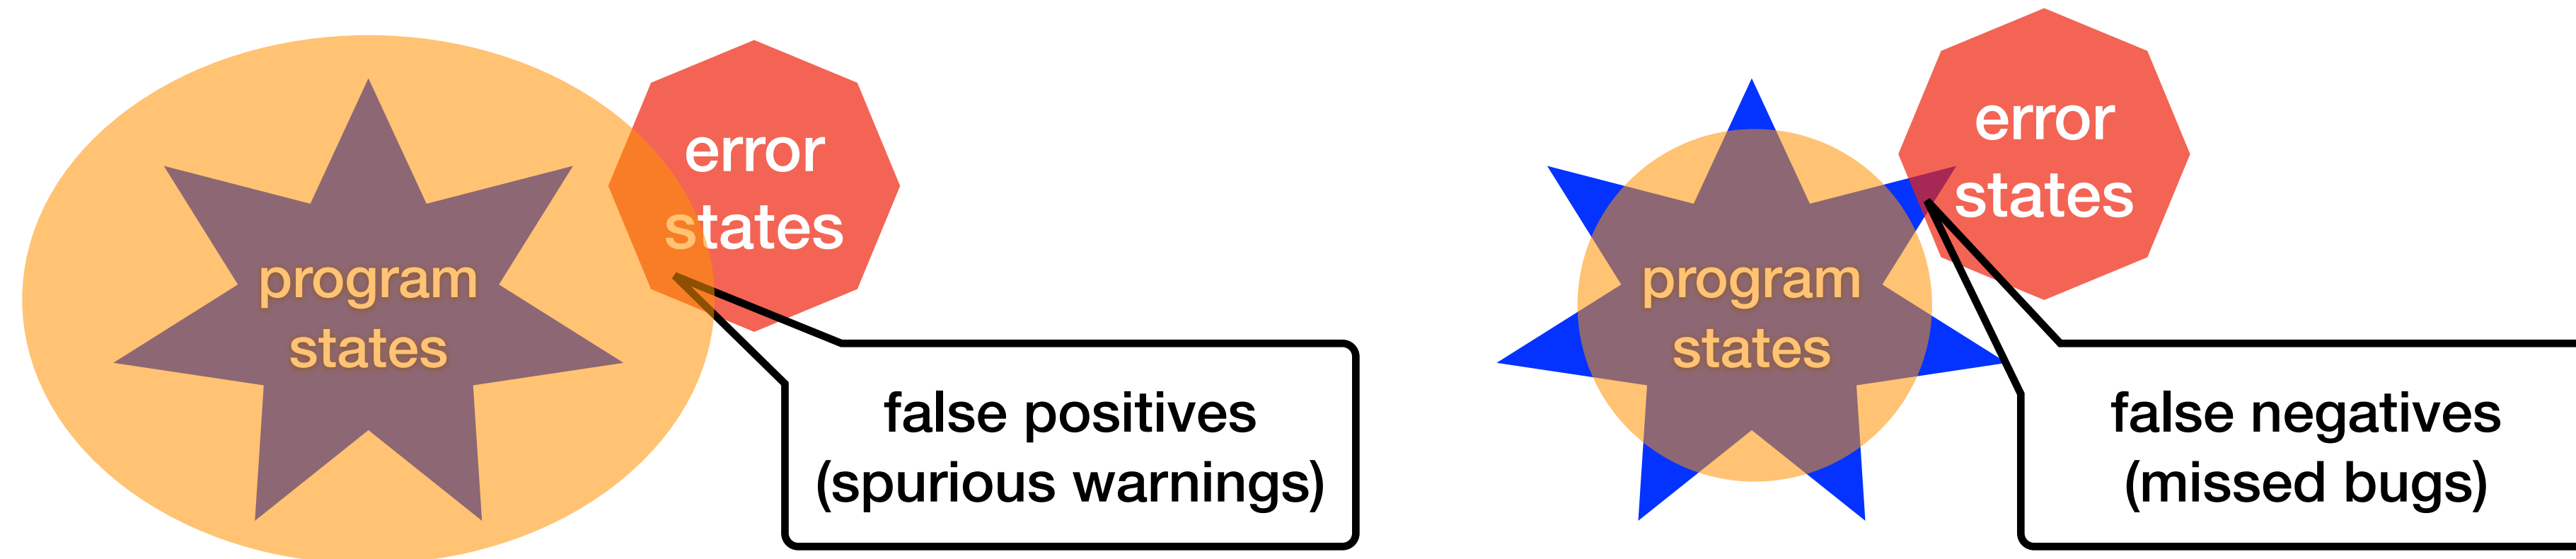 error
states
program
states
false positives
(spurious warnings)
error
states
program
states
false negatives
(missed bugs)